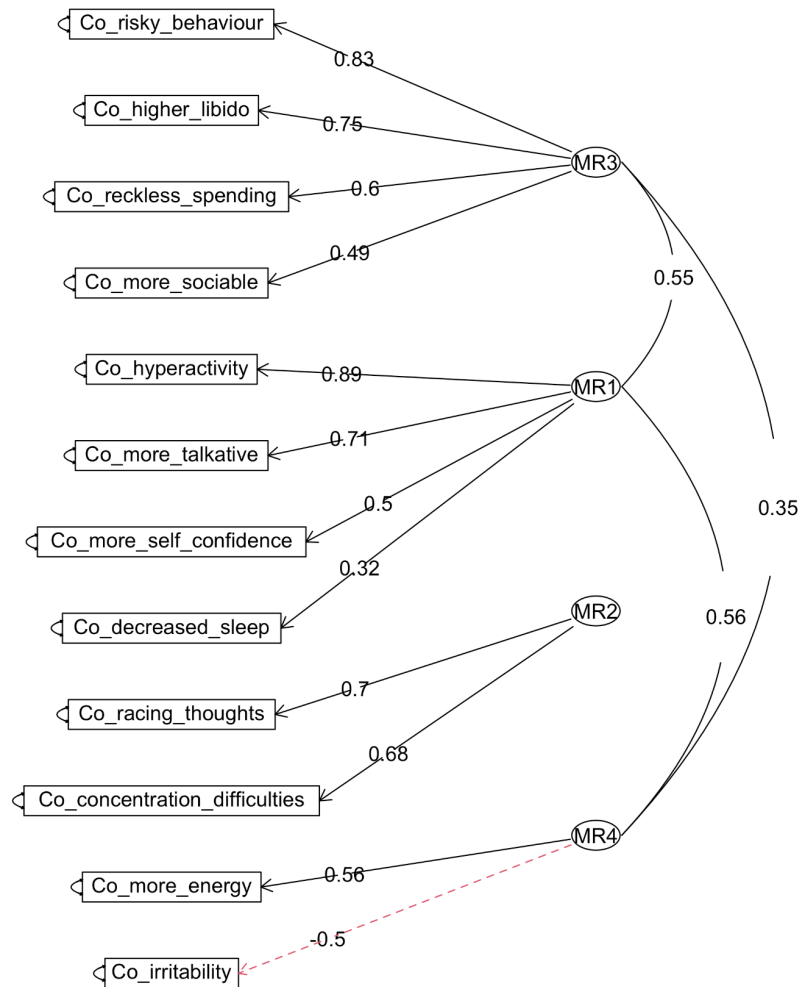 Co_risky_behaviour
0.83
Co_higher_libido
0.75
MR3
Co_reckless_spending
0.6
0.49
Co_more_sociable
0.55
Co_hyperactivity
0.89
MR1
0.71
Co_more_talkative
0.5
0.35
Co_more_self_confidence
0.32
MR2
0.56
Co_decreased_sleep
0.7
Co_racing_thoughts
0.68
Co_concentration_difficulties
MR4
0.56
Co_more_energy
-0.5
Co_irritability